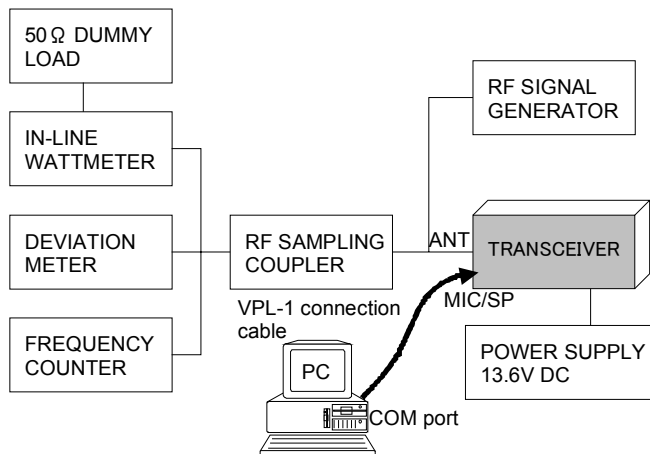 50Ω DUMMY
LOAD
RF SIGNAL
GENERATOR
IN-LINE
WATTMETER
DEVIATION
METER
RF SAMPLING
COUPLER
ANT
TRANSCEIVER
VPL-1 connection
cable
MIC/SP
FREQUENCY
COUNTER
POWER SUPPLY
13.6V DC
PC
COM port